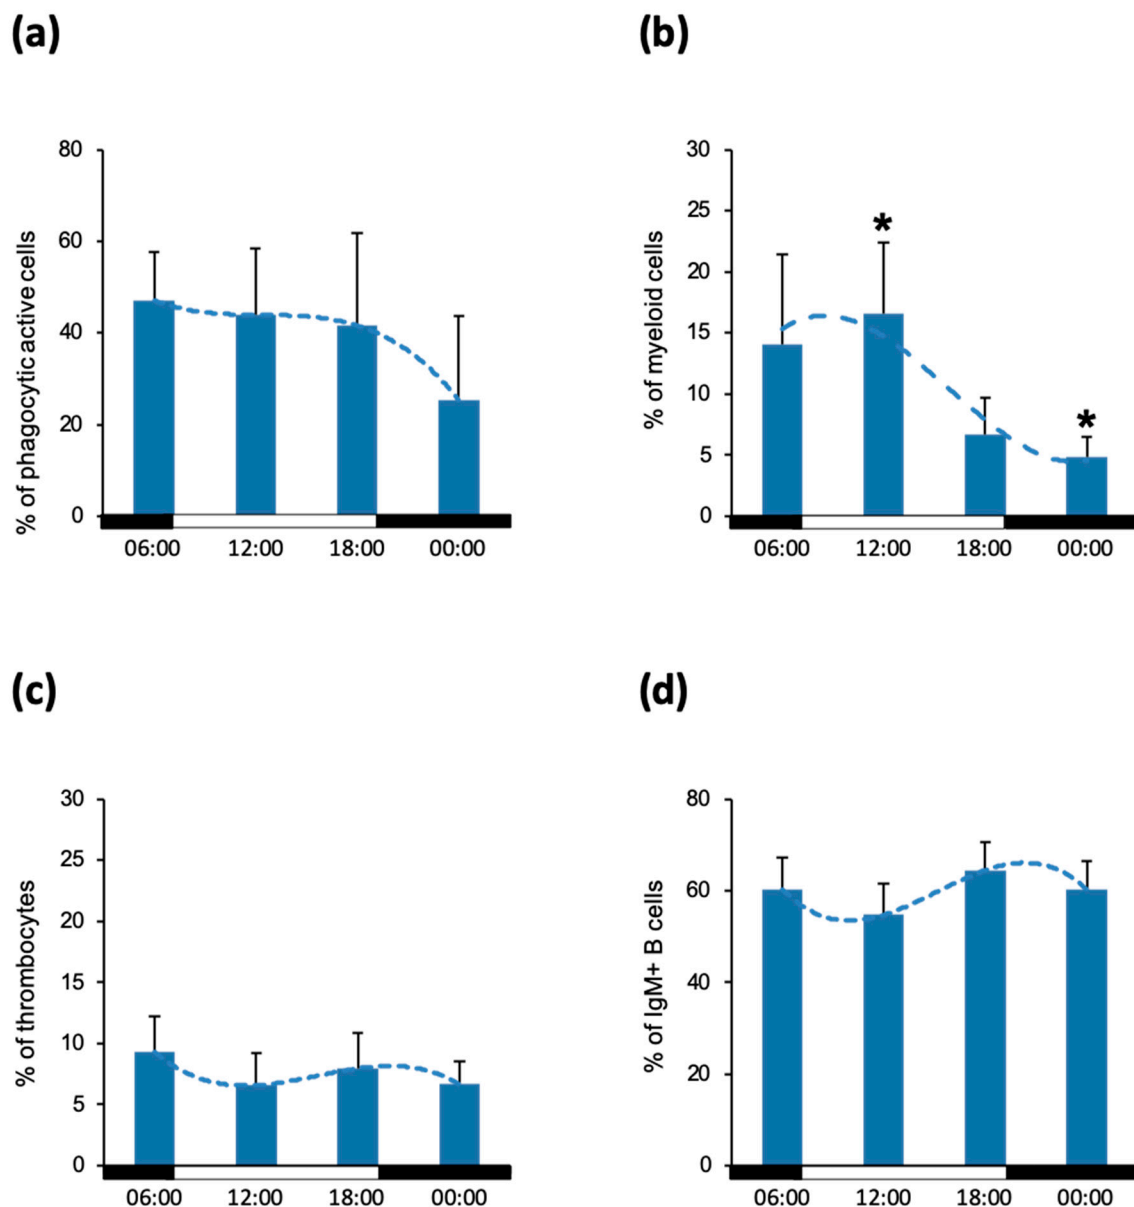 (a)
% of phagocytic active cells
80
60
40
20
0
06:00 12:00 18:00 00:00
(b)
% of myeloid cells
30
25
20
15
10
5
0
*
*
06:00 12:00 18:00 00:00
(c)
% of thrombocytes
30
25
20
15
10
5
0
06:00 12:00 18:00 00:00
(d)
% of IgM+ B cells
80
60
40
20
0
06:00 12:00 18:00 00:00